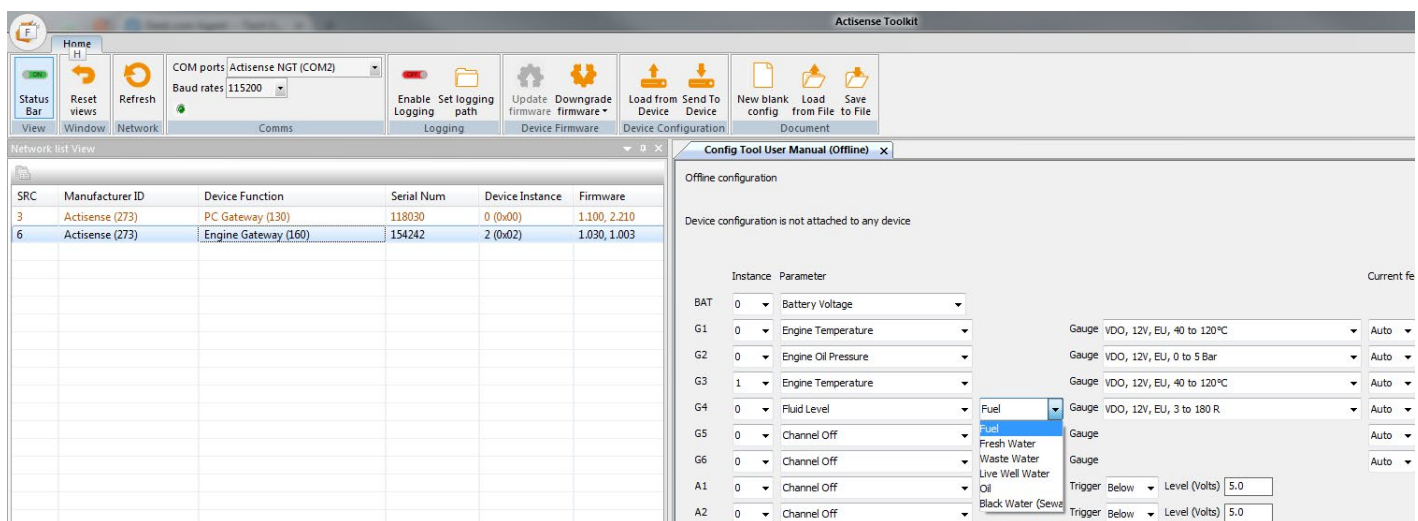 Actisense Toolkit
F
Home
H
ON
Status Bar
Reset views
Refresh
COM ports Actisense NGT (COM2)
Baud rates 115200
OFF
Enable Logging
Set logging path
Update firmware
Downgrade firmware
Load from Device
Send To Device
New blank config
Load from File
Save to File
View Window Network Comms Logging Device Firmware Device Configuration Document
Network list View
Config Tool User Manual (Offline) x
Offline configuration
SRC Manufacturer ID Device Function Serial Num Device Instance Firmware
3 Actisense (273) PC Gateway (130) 118030 0 (0x00) 1.100, 2.210
6 Actisense (273) Engine Gateway (160) 154242 2 (0x02) 1.030, 1.003
Device configuration is not attached to any device
Instance Parameter Current fe
BAT 0 Battery Voltage
G1 0 Engine Temperature Gauge VDO, 12V, EU, 40 to 120°C Auto
G2 0 Engine Oil Pressure Gauge VDO, 12V, EU, 0 to 5 Bar Auto
G3 1 Engine Temperature Gauge VDO, 12V, EU, 40 to 120°C Auto
G4 0 Fluid Level Fuel Gauge VDO, 12V, EU, 3 to 180 R Auto
G5 0 Channel Off Gauge Auto
G6 0 Channel Off Gauge Auto
A1 0 Channel Off Trigger Below Level (Volts) 5.0
A2 0 Channel Off Trigger Below Level (Volts) 5.0
Fuel
Fresh Water
Waste Water
Live Well Water
Oil
Black Water (Sewa